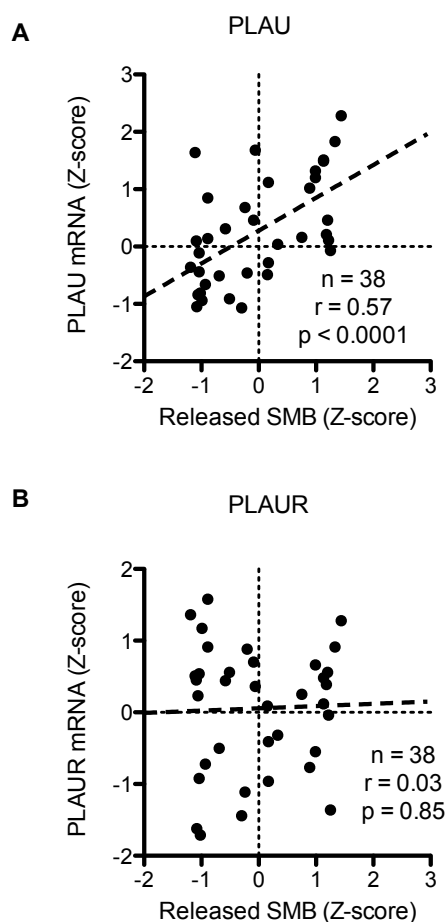 A
PLAU
PLAU mRNA (Z-score)
3
2
1
0
-1
-2
n = 38
r = 0.57
p < 0.0001
-2 -1 0 1 2 3
Released SMB (Z-score)
B
PLAUR
PLAUR mRNA (Z-score)
2
1
0
-1
-2
n = 38
r = 0.03
p = 0.85
-2 -1 0 1 2 3
Released SMB (Z-score)